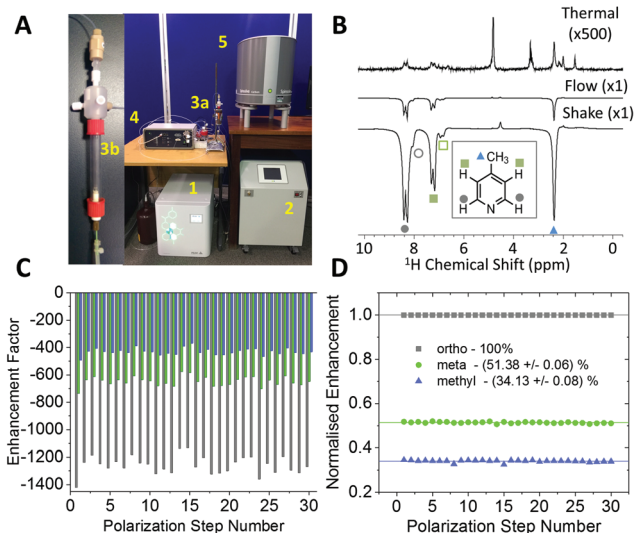 A
3b
5
3a
4
1
2
B
Thermal
(x500)
Flow (x1)
Shake (x1)
CH₃
H H
H N H
10 8 6 4 2 0
¹H Chemical Shift (ppm)
C
Enhancement Factor
0
-200
-400
-600
-800
-1000
-1200
-1400
0 5 10 15 20 25 30
Polarization Step Number
D
Normalised Enhancement
1.0
0.8
0.6
0.4
0.2
ortho - 100%
meta - (51.38 +/- 0.06) %
methyl - (34.13 +/- 0.08) %
0 5 10 15 20 25 30
Polarization Step Number